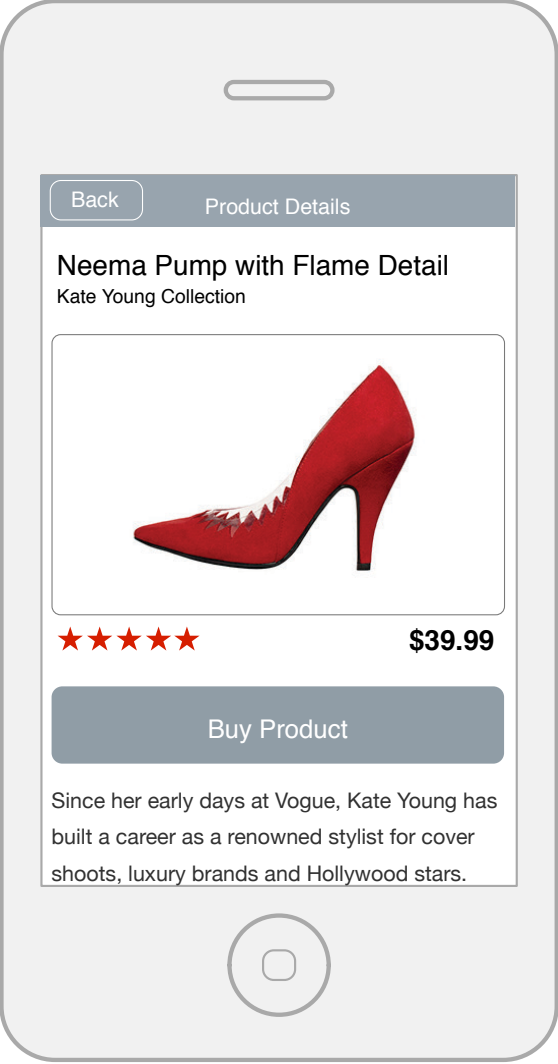 Back
Product Details
Neema Pump with Flame Detail
Kate Young Collection
$39.99
Buy Product
Since her early days at Vogue, Kate Young has
built a career as a renowned stylist for cover
shoots, luxury brands and Hollywood stars.